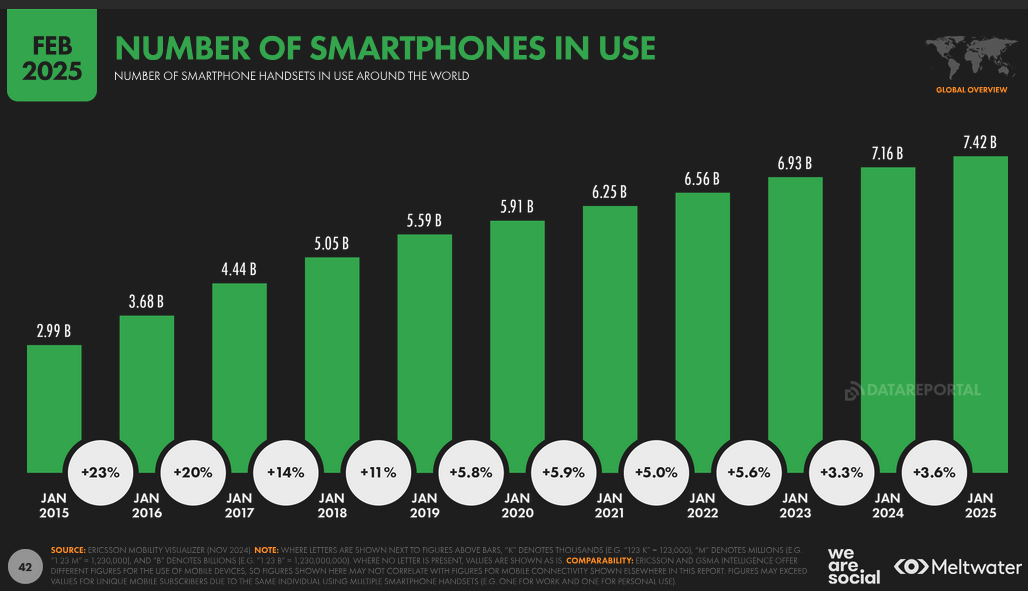 FEB
2025
NUMBER OF SMARTPHONES IN USE
NUMBER OF SMARTPHONE HANDSETS IN USE AROUND THE WORLD
GLOBAL OVERVIEW
2.99 B
3.68 B
4.44 B
5.05 B
5.59 B
5.91 B
6.25 B
6.56 B
6.93 B
7.16 B
7.42 B
DATAREPORTAL
+23%
+20%
+14%
+11%
+5.8%
+5.9%
+5.0%
+5.6%
+3.3%
+3.6%
JAN
2015
JAN
2016
JAN
2017
JAN
2018
JAN
2019
JAN
2020
JAN
2021
JAN
2022
JAN
2023
JAN
2024
JAN
2025
42
SOURCE: ERICSSON MOBILITY VISUALIZER (NOV 2024). NOTE: WHERE LETTERS ARE SHOWN NEXT TO FIGURES ABOVE BARS, "K" DENOTES THOUSANDS (E.G. "123 K" = 123,000), "M" DENOTES MILLIONS (E.G.
"1.23 M" = 1,230,000), AND "B" DENOTES BILLIONS (E.G. "1.23 B" = 1,230,000,000). WHERE NO LETTER IS PRESENT, VALUES ARE SHOWN AS IS. COMPARABILITY: ERICSSON AND GSMA INTELLIGENCE OFFER
DIFFERENT FIGURES FOR THE USE OF MOBILE DEVICES, SO FIGURES SHOWN HERE MAY NOT CORRELATE WITH FIGURES FOR MOBILE CONNECTIVITY SHOWN ELSEWHERE IN THIS REPORT. FIGURES MAY EXCEED
VALUES FOR UNIQUE MOBILE SUBSCRIBERS DUE TO THE SAME INDIVIDUAL USING MULTIPLE SMARTPHONE HANDSETS (E.G. ONE FOR WORK AND ONE FOR PERSONAL USE).
we
are
social
Meltwater